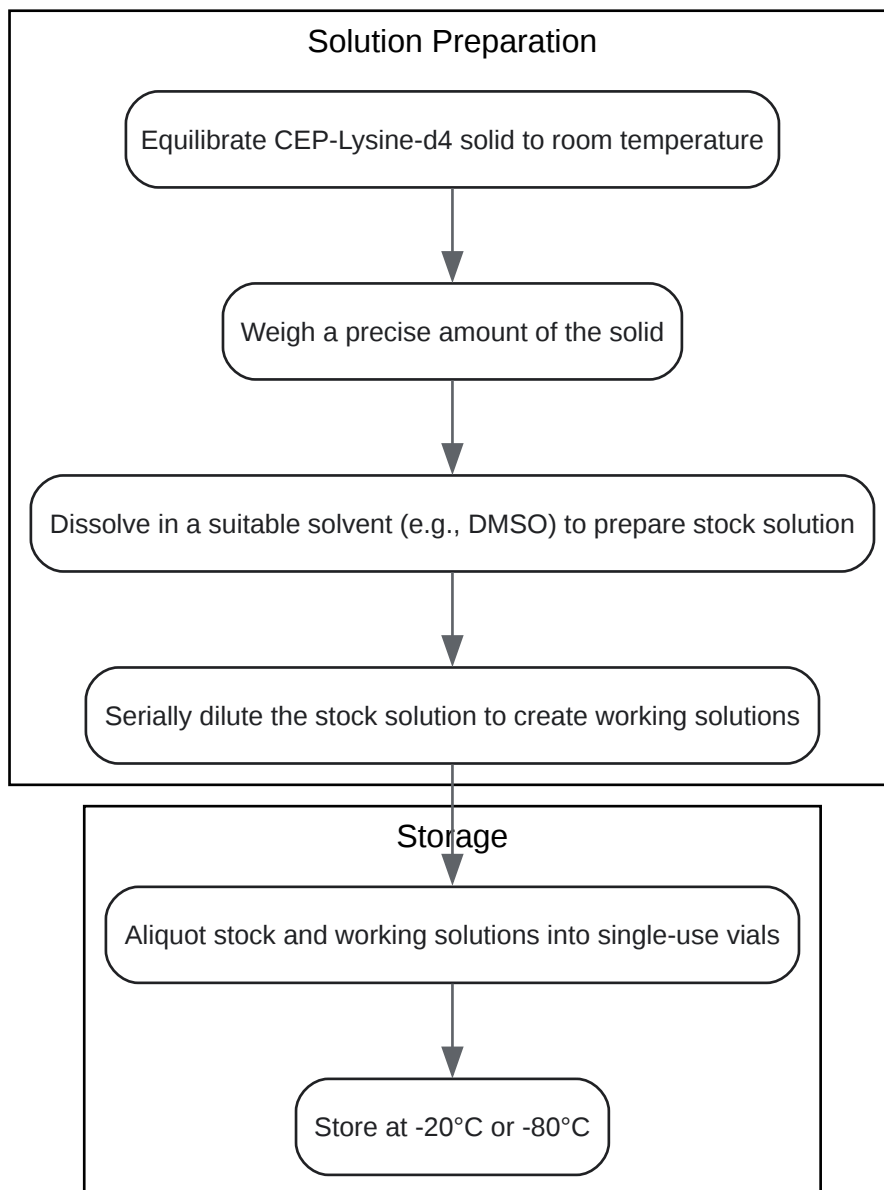 Solution Preparation
Equilibrate CEP-Lysine-d4 solid to room temperature
Weigh a precise amount of the solid
Dissolve in a suitable solvent (e.g., DMSO) to prepare stock solution
Serially dilute the stock solution to create working solutions
Storage
Aliquot stock and working solutions into single-use vials
Store at -20°C or -80°C